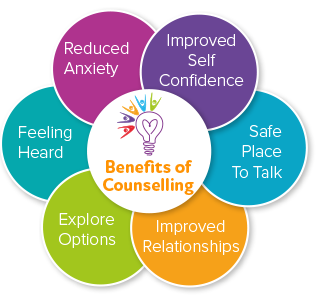 Reduced
Anxiety
Improved
Self
Confidence
Feeling
Heard
Benefits of
Counselling
Safe
Place
To Talk
Explore
Options
Improved
Relationships